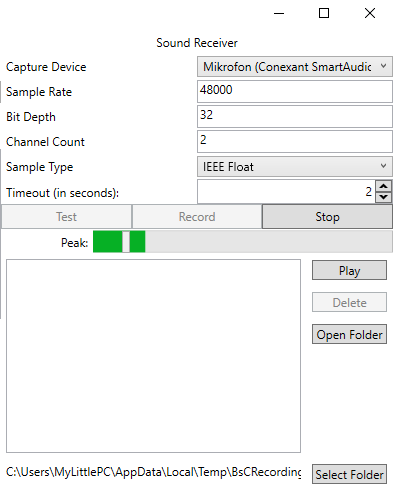 Sound Receiver
Capture Device Mikrofon (Conexant SmartAudic
Sample Rate 48000
Bit Depth 32
Channel Count 2
Sample Type IEEE Float
Timeout (in seconds): 2
Test Record Stop
Peak:
Play
Delete
Open Folder
C:\Users\MyLittlePC\AppData\Local\Temp\BsCRecording Select Folder